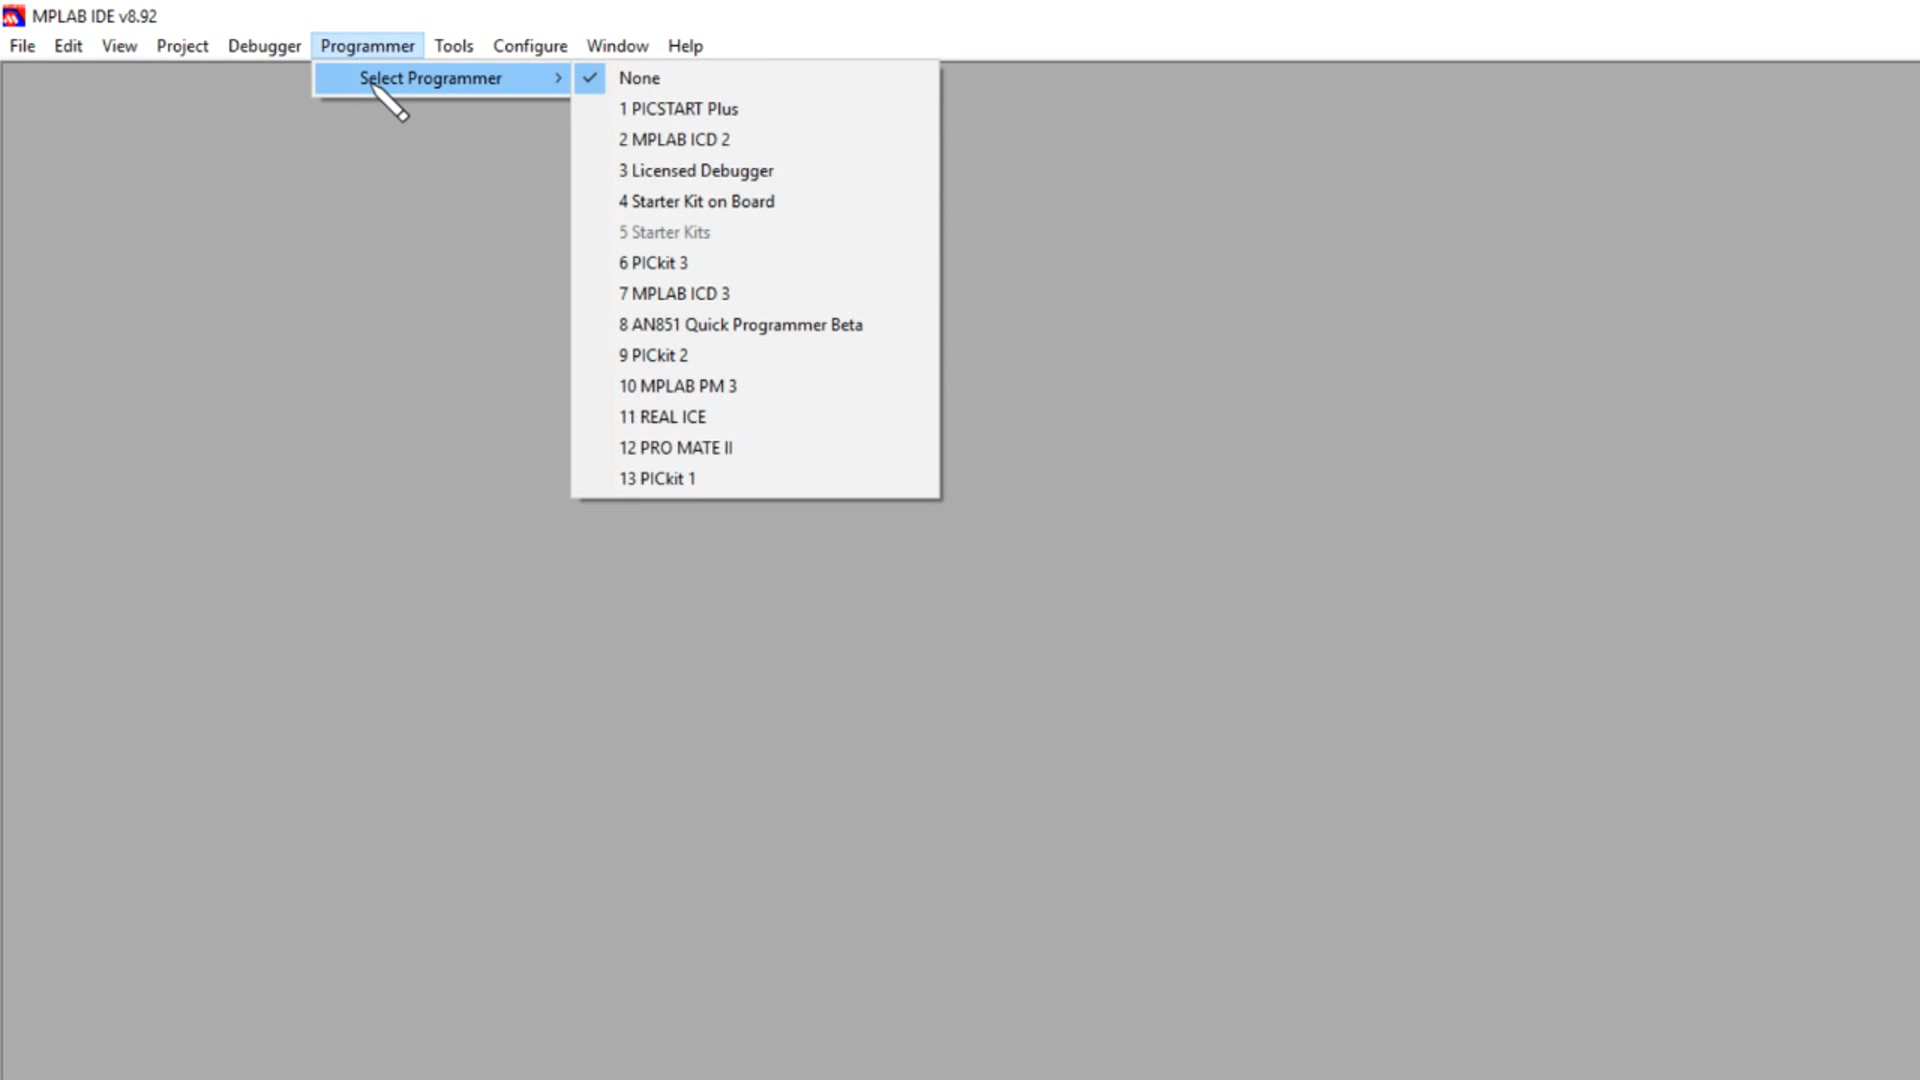 MPLAB IDE v8.92
File Edit View Project Debugger Programmer Tools Configure Window Help
Select Programmer
None
1 PICSTART Plus
2 MPLAB ICD 2
3 Licensed Debugger
4 Starter Kit on Board
5 Starter Kits
6 PICkit 3
7 MPLAB ICD 3
8 AN851 Quick Programmer Beta
9 PICkit 2
10 MPLAB PM 3
11 REAL ICE
12 PRO MATE II
13 PICkit 1